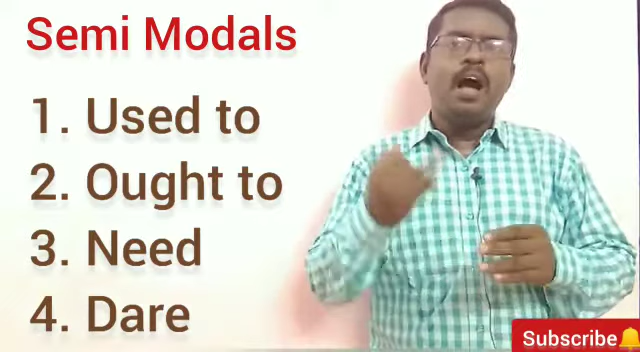 Semi Modals
1. Used to
2. Ought to
3. Need
4. Dare
Subscribe